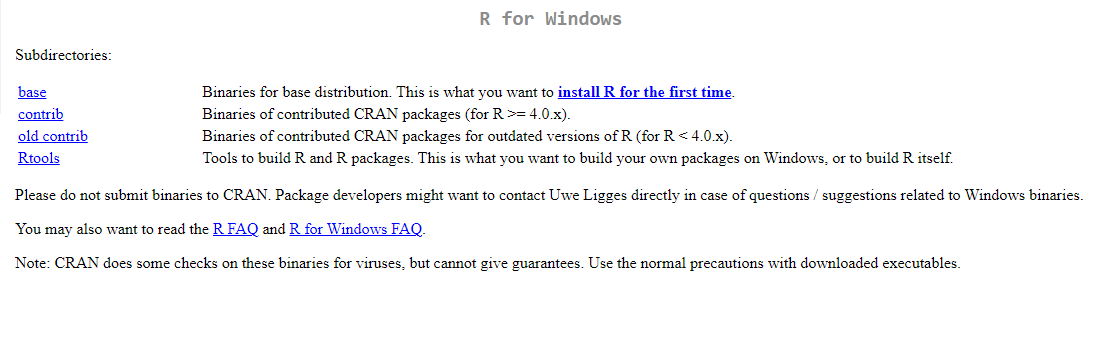 R for Windows
Subdirectories:
base Binaries for base distribution. This is what you want to install R for the first time.
contrib Binaries of contributed CRAN packages (for R >= 4.0.x).
old contrib Binaries of contributed CRAN packages for outdated versions of R (for R < 4.0.x).
Rtools Tools to build R and R packages. This is what you want to build your own packages on Windows, or to build R itself.
Please do not submit binaries to CRAN. Package developers might want to contact Uwe Ligges directly in case of questions / suggestions related to Windows binaries.
You may also want to read the R FAQ and R for Windows FAQ.
Note: CRAN does some checks on these binaries for viruses, but cannot give guarantees. Use the normal precautions with downloaded executables.